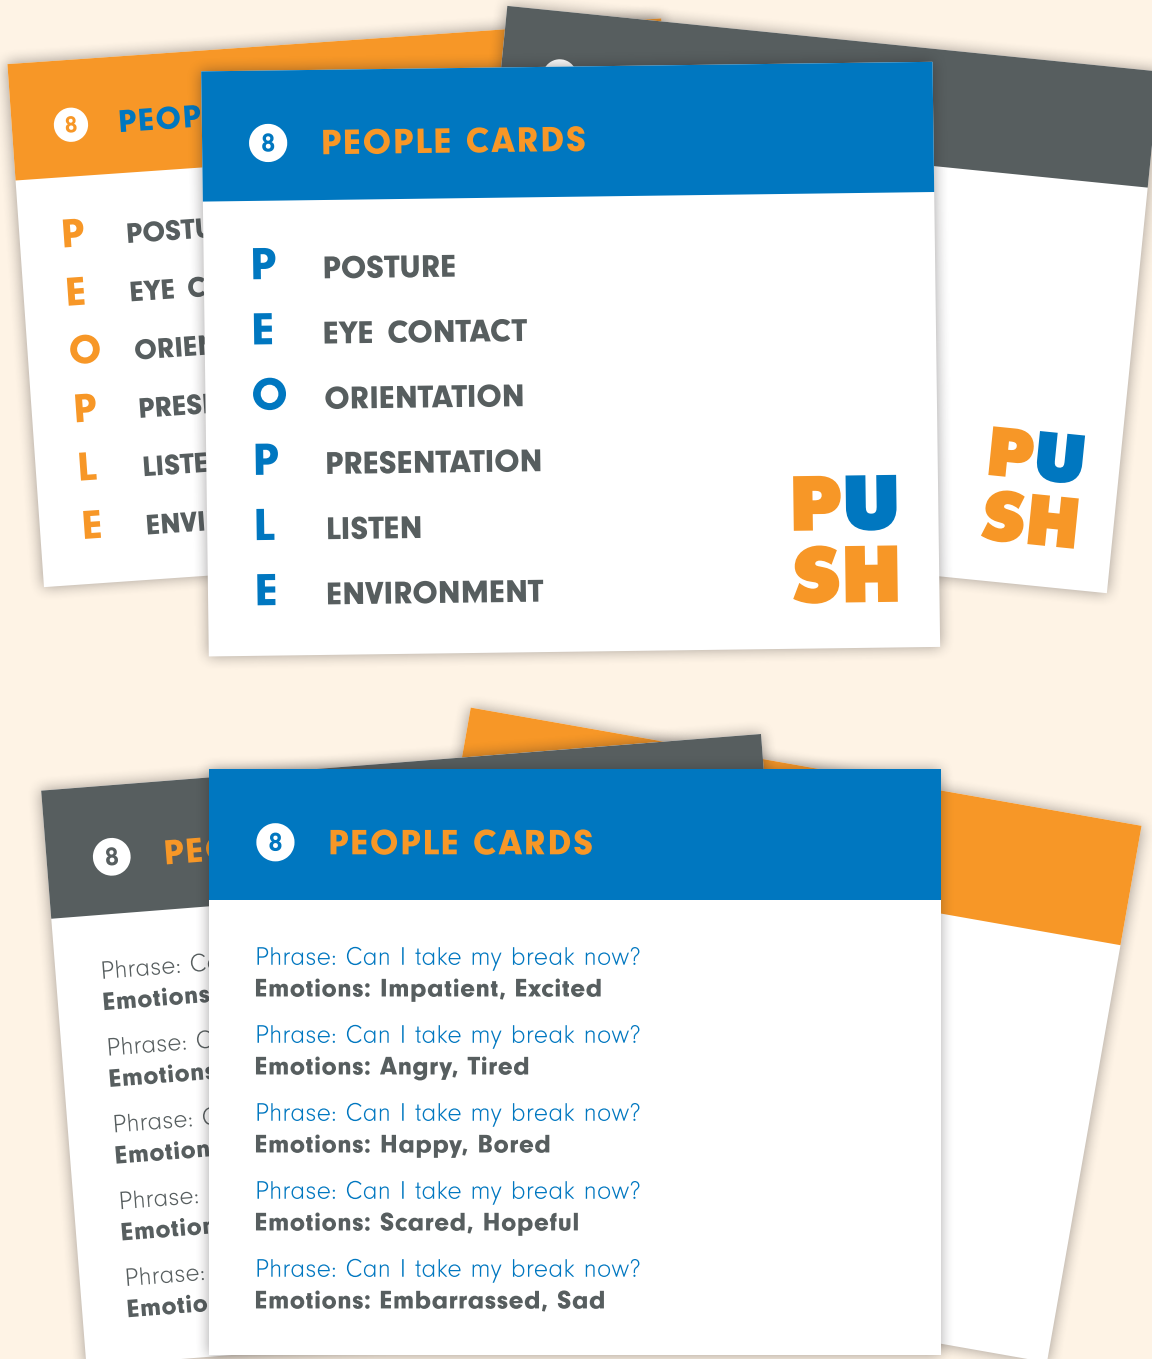 8 PEOP
P POSTU
E EYE C
O ORIEN
P PRES
L LISTE
E ENVI
8 PEOPLE CARDS
P POSTURE
E EYE CONTACT
O ORIENTATION
P PRESENTATION
L LISTEN
E ENVIRONMENT
PU
SH
PU
SH
8 PEO
Phrase: C
Emotions
Phrase: C
Emotions
Phrase: C
Emotion
Phrase:
Emotion
Phrase:
Emotio
8 PEOPLE CARDS
Phrase: Can I take my break now?
Emotions: Impatient, Excited
Phrase: Can I take my break now?
Emotions: Angry, Tired
Phrase: Can I take my break now?
Emotions: Happy, Bored
Phrase: Can I take my break now?
Emotions: Scared, Hopeful
Phrase: Can I take my break now?
Emotions: Embarrassed, Sad